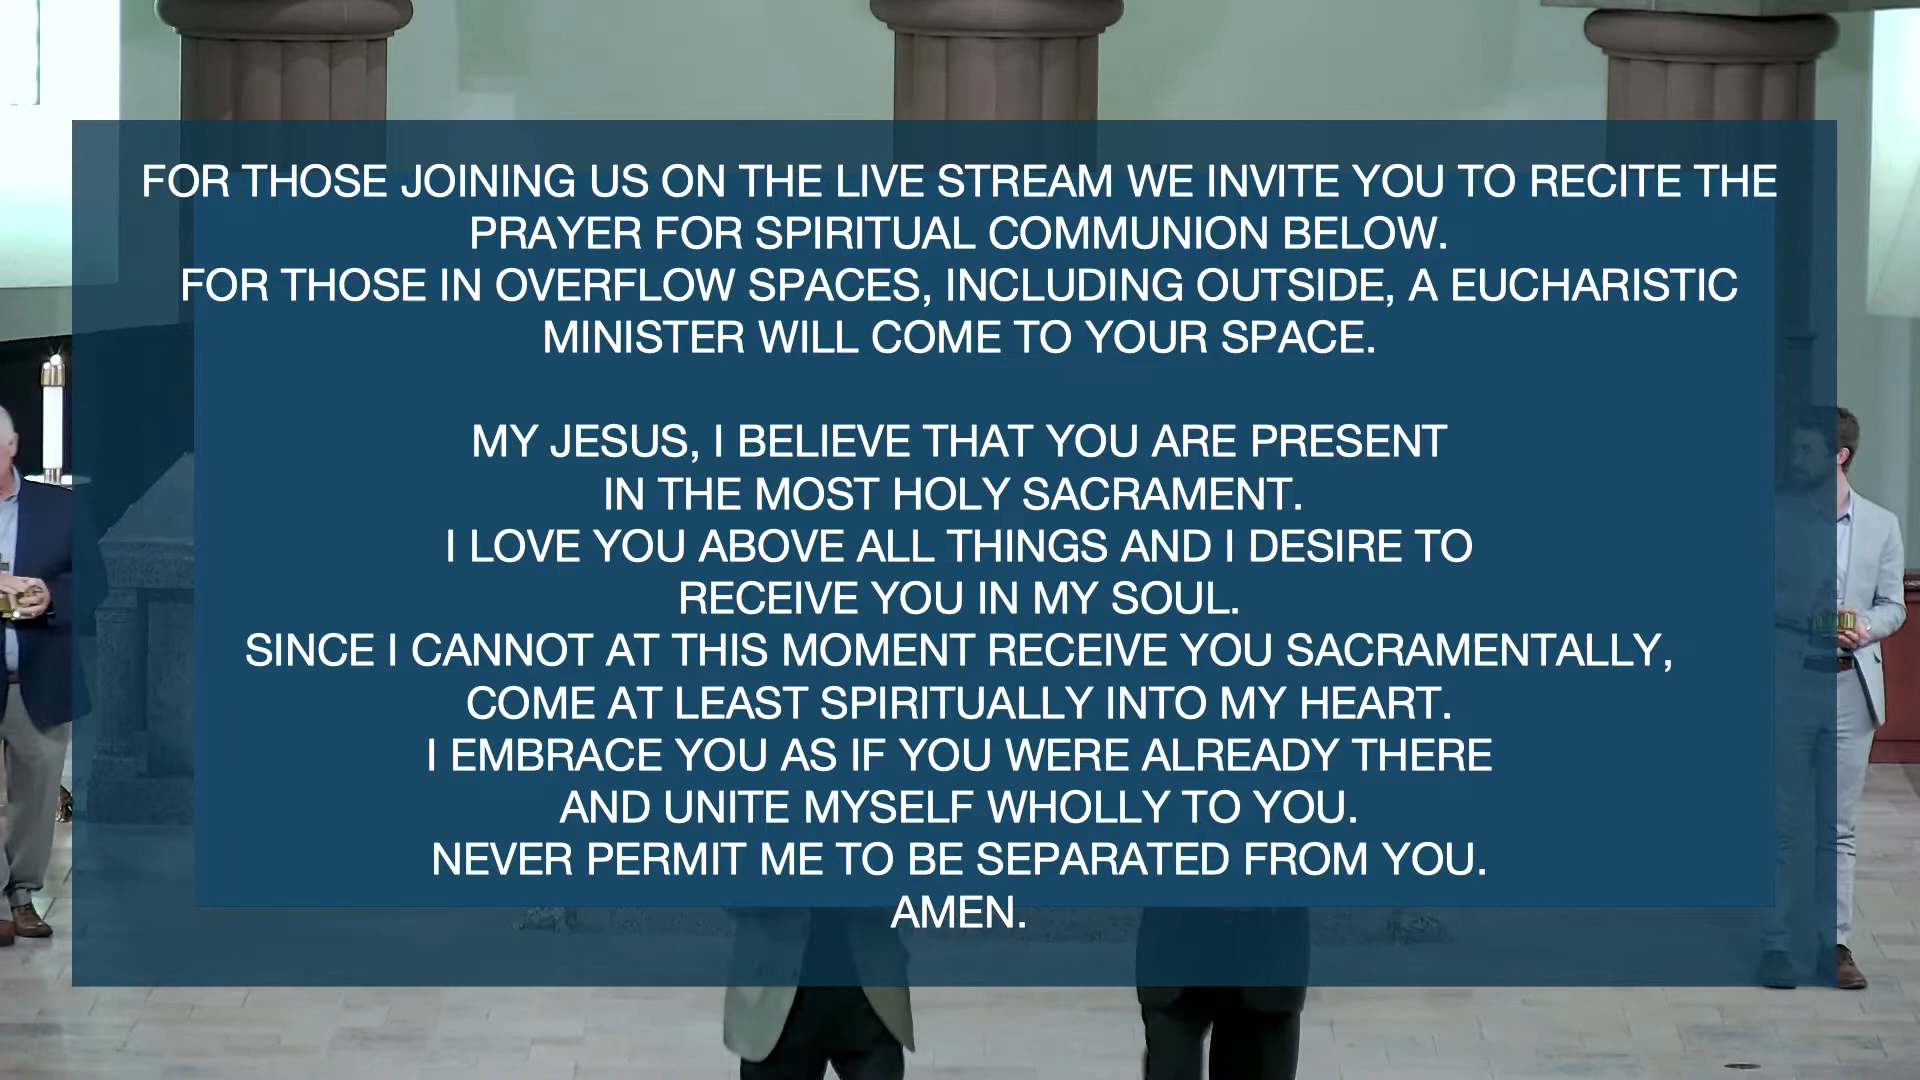 FOR THOSE JOINING US ON THE LIVE STREAM WE INVITE YOU TO RECITE THE
PRAYER FOR SPIRITUAL COMMUNION BELOW.
FOR THOSE IN OVERFLOW SPACES, INCLUDING OUTSIDE, A EUCHARISTIC
MINISTER WILL COME TO YOUR SPACE.
MY JESUS, I BELIEVE THAT YOU ARE PRESENT
IN THE MOST HOLY SACRAMENT.
I LOVE YOU ABOVE ALL THINGS AND I DESIRE TO
RECEIVE YOU IN MY SOUL.
SINCE I CANNOT AT THIS MOMENT RECEIVE YOU SACRAMENTALLY,
COME AT LEAST SPIRITUALLY INTO MY HEART.
I EMBRACE YOU AS IF YOU WERE ALREADY THERE
AND UNITE MYSELF WHOLLY TO YOU.
NEVER PERMIT ME TO BE SEPARATED FROM YOU.
AMEN.